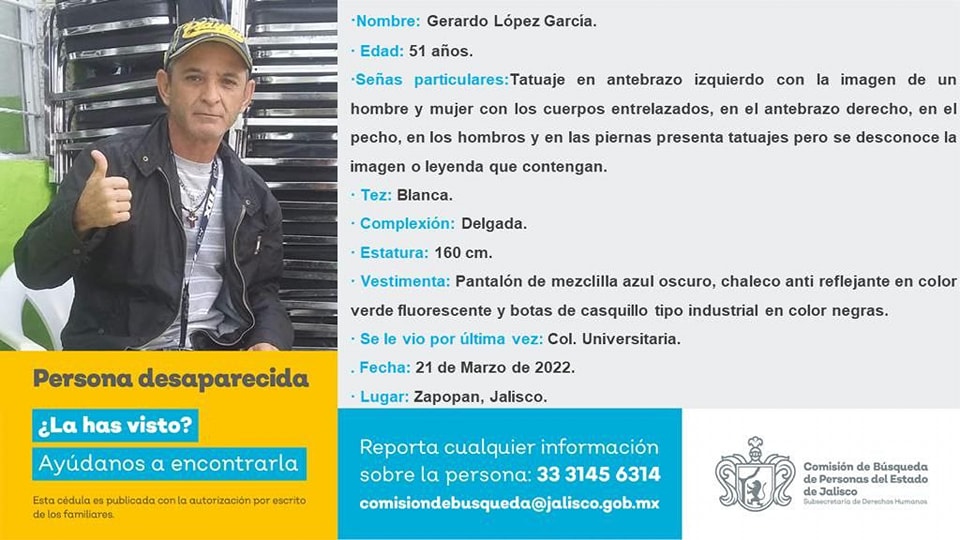 ·Nombre: Gerardo López García.
· Edad: 51 años.
·Señas particulares:Tatuaje en antebrazo izquierdo con la imagen de un
hombre y mujer con los cuerpos entrelazados, en el antebrazo derecho, en el
pecho, en los hombros y en las piernas presenta tatuajes pero se desconoce la
imagen o leyenda que contengan.
· Tez: Blanca.
· Complexión: Delgada.
· Estatura: 160 cm.
· Vestimenta: Pantalón de mezclilla azul oscuro, chaleco anti reflejante en color
verde fluorescente y botas de casquillo tipo industrial en color negras.
· Se le vio por última vez: Col. Universitaria.
. Fecha: 21 de Marzo de 2022.
· Lugar: Zapopan, Jalisco.
Persona desaparecida
¿La has visto?
Ayúdanos a encontrarla
Esta cédula es publicada con la autorización por escrito
de los familiares.
Reporta cualquier información
sobre la persona: 33 3145 6314
comisiondebusqueda@jalisco.gob.mx
Comisión de Búsqueda
de Personas del Estado
de Jalisco
Subsecretaría de Derechos Humanos